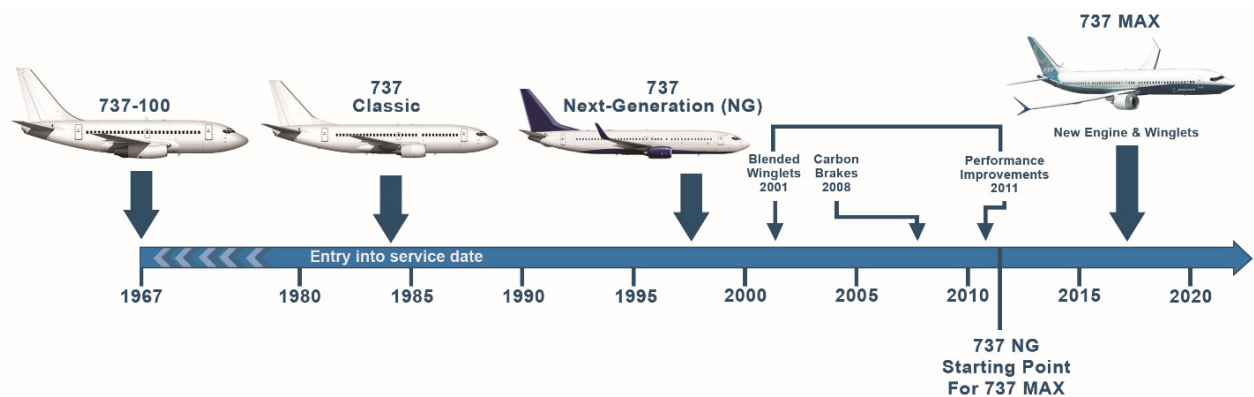 737-100
737
Classic
737
Next-Generation (NG)
737 MAX
New Engine & Winglets
Blended
Winglets
2001
Carbon
Brakes
2008
Performance
Improvements
2011
Entry into service date
1967
1980
1985
1990
1995
2000
2005
2010
2015
2020
737 NG
Starting Point
For 737 MAX